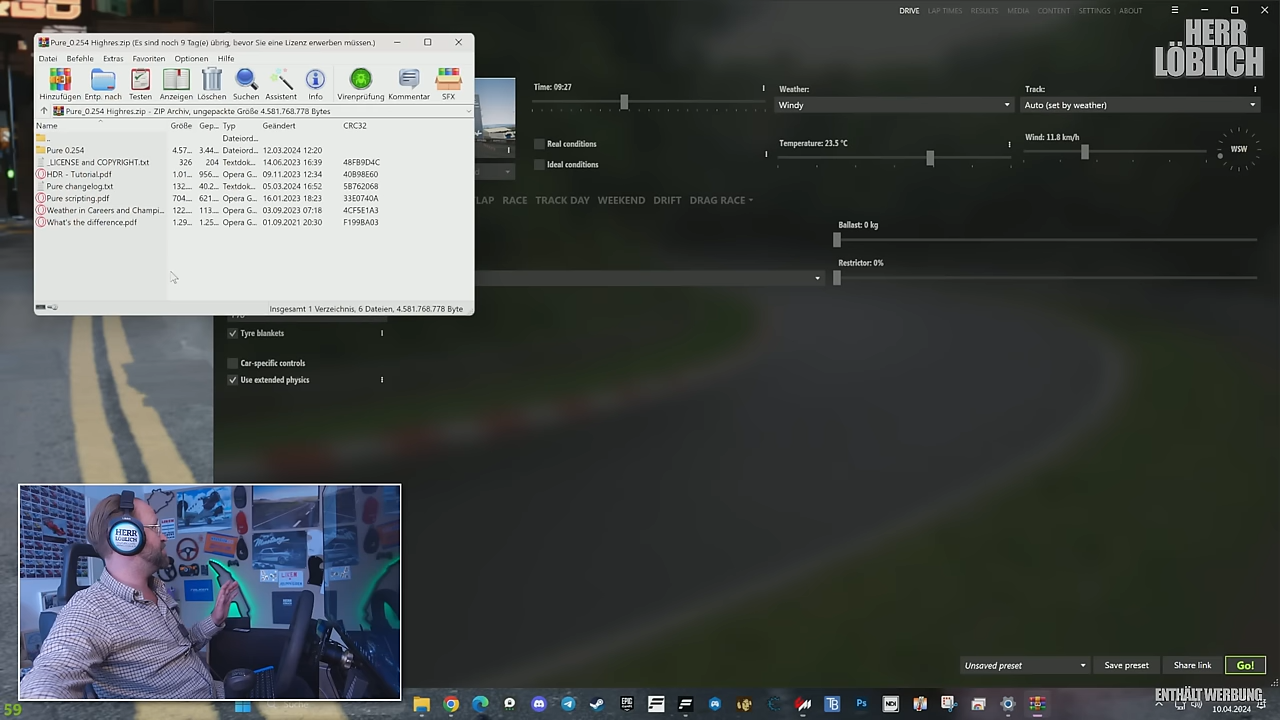 Pure_0.254 Highres.zip (Es sind noch 9 Tag(e) übrig, bevor Sie eine Lizenz erwerben müssen.)
Datei Befehle Extras Favoriten Optionen Hilfe
Hinzufügen Entp. nach Testen Anzeigen Löschen Suchen Assistent Info Virenprüfung Kommentar SFX
Pure_0.254 Highres.zip - ZIP Archiv, ungepackte Größe 4.581.768.778 Bytes
Name Größe Gep... Typ Geändert CRC32
.. Dateiord...
Pure 0.254 4.57... 3.44... Dateiord... 12.03.2024 12:20
_LICENSE and COPYRIGHT.txt 326 204 Textdok... 14.06.2023 16:39 48FB9D4C
HDR - Tutorial.pdf 1.01... 956... Opera G... 09.11.2023 12:34 40B98E60
Pure changelog.txt 132... 40.2... Textdok... 05.03.2024 16:52 5B762068
Pure scripting.pdf 704... 621... Opera G... 16.01.2023 18:23 33E0740A
Weather in Careers and Champi... 122... 113... Opera G... 03.09.2023 07:18 4CF5E1A3
What's the difference.pdf 1.29... 1.25... Opera G... 01.09.2021 20:30 F199BA03
Insgesamt 1 Verzeichnis, 6 Dateien, 4.581.768.778 Byte
DRIVE LAP TIMES RESULTS MEDIA CONTENT SETTINGS ABOUT
HERR
LÖBLICH
Time: 09:27
Weather:
Windy
Track:
Auto (set by weather)
Real conditions
Ideal conditions
Temperature: 23.5 °C
Wind: 11.8 km/h
WSW
LAP RACE TRACK DAY WEEKEND DRIFT DRAG RACE
Ballast: 0 kg
Restrictor: 0%
Tyre blankets
Car-specific controls
Use extended physics
HERR
LÖBLICH
Unsaved preset Save preset Share link Go!
ENTHÄLT WERBUNG
10.04.2024
59
Suche